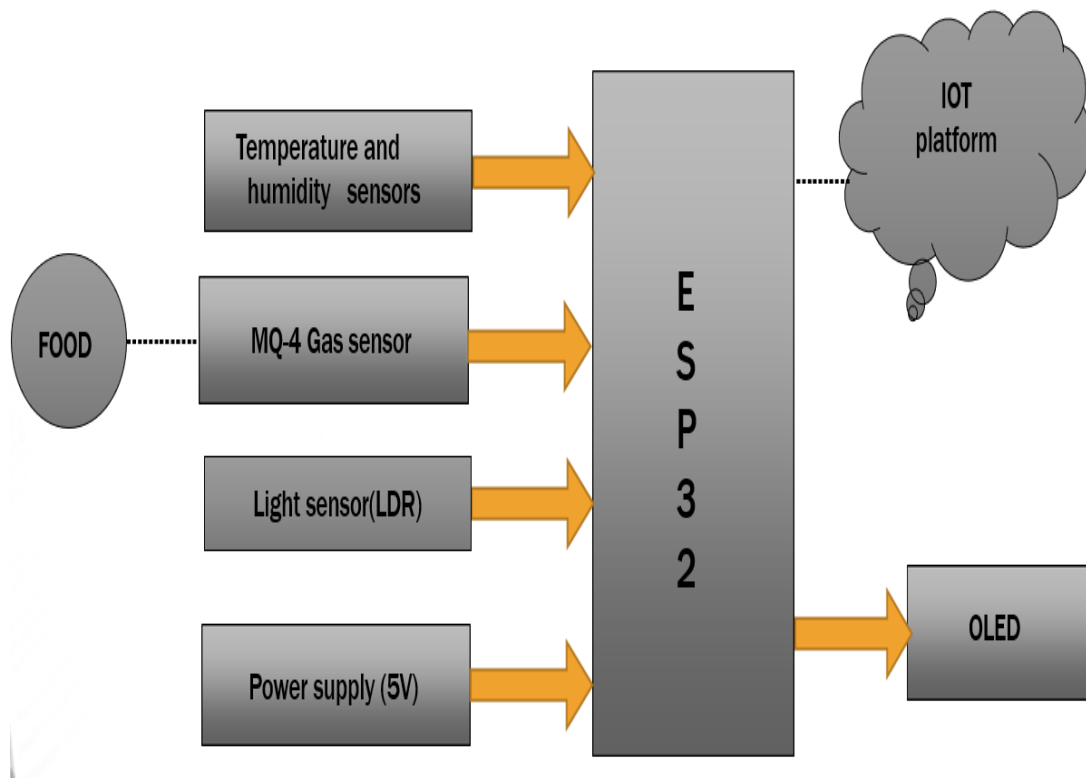 Temperature and
humidity sensors
FOOD
MQ-4 Gas sensor
Light sensor(LDR)
Power supply (5V)
E
S
P
3
2
IOT
platform
OLED